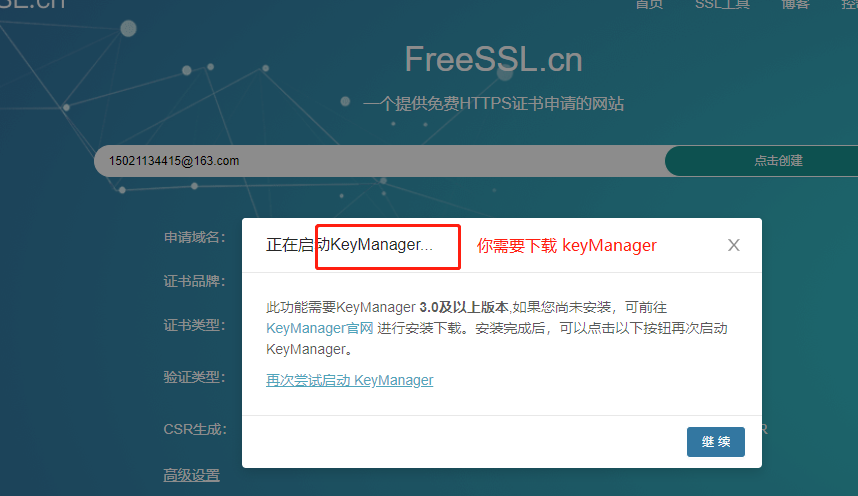 SSL.cn
首页 SSL工具 博客
FreeSSL.cn
一个提供免费HTTPS证书申请的网站
15021134415@163.com 点击创建
申请域名：
正在启动KeyManager... 你需要下载 keyManager X
证书品牌：
此功能需要KeyManager 3.0及以上版本,如果您尚未安装，可前往
证书类型：
KeyManager官网 进行安装下载。安装完成后，可以点击以下按钮再次启动
KeyManager。
验证类型：
再次尝试启动 KeyManager
CSR生成： R
继 续
高级设置